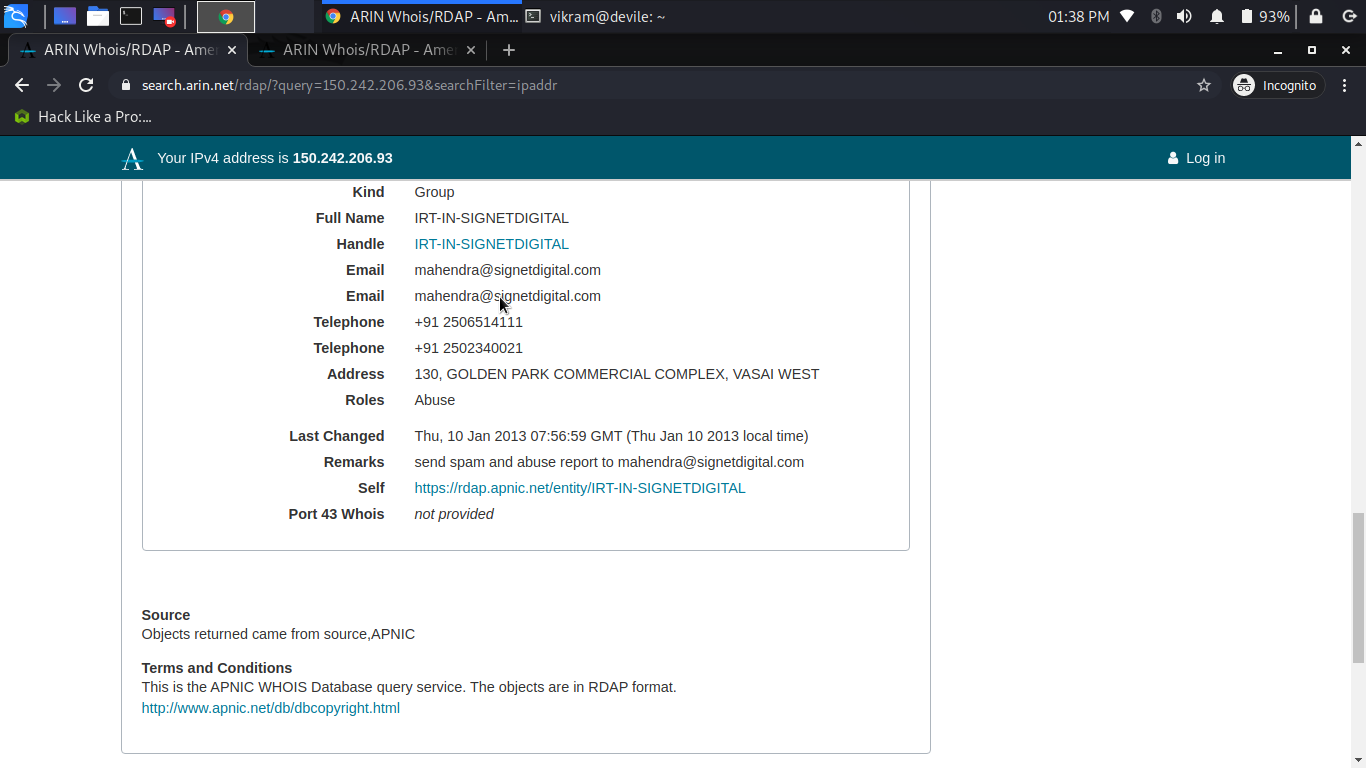 ARIN Whois/RDAP - Am...
vikram@devile: ~
01:38 PM
93%
ARIN Whois/RDAP - Ame
ARIN Whois/RDAP - Ame
search.arin.net/rdap/?query=150.242.206.93&searchFilter=ipaddr
Incognito
Hack Like a Pro:...
Your IPv4 address is 150.242.206.93
Log in
Kind Group
Full Name IRT-IN-SIGNETDIGITAL
Handle IRT-IN-SIGNETDIGITAL
Email mahendra@signetdigital.com
Email mahendra@signetdigital.com
Telephone +91 2506514111
Telephone +91 2502340021
Address 130, GOLDEN PARK COMMERCIAL COMPLEX, VASAI WEST
Roles Abuse
Last Changed Thu, 10 Jan 2013 07:56:59 GMT (Thu Jan 10 2013 local time)
Remarks send spam and abuse report to mahendra@signetdigital.com
Self https://rdap.apnic.net/entity/IRT-IN-SIGNETDIGITAL
Port 43 Whois not provided
Source
Objects returned came from source,APNIC
Terms and Conditions
This is the APNIC WHOIS Database query service. The objects are in RDAP format.
http://www.apnic.net/db/dbcopyright.html